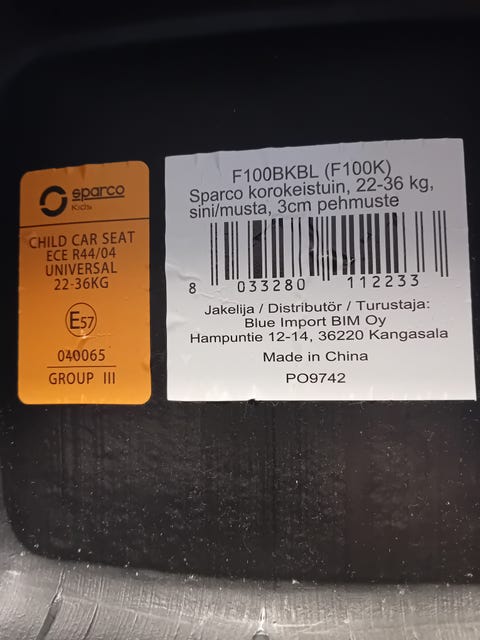 sparco
Kids
CHILD CAR SEAT
ECE R44/04
UNIVERSAL
22-36KG
E57
040065
GROUP III
F100BKBL (F100K)
Sparco korokeistuin, 22-36 kg,
sini/musta, 3cm pehmuste
8 033280 112233
Jakelija / Distributör / Turustaja:
Blue Import BIM Oy
Hampuntie 12-14, 36220 Kangasala
Made in China
PO9742